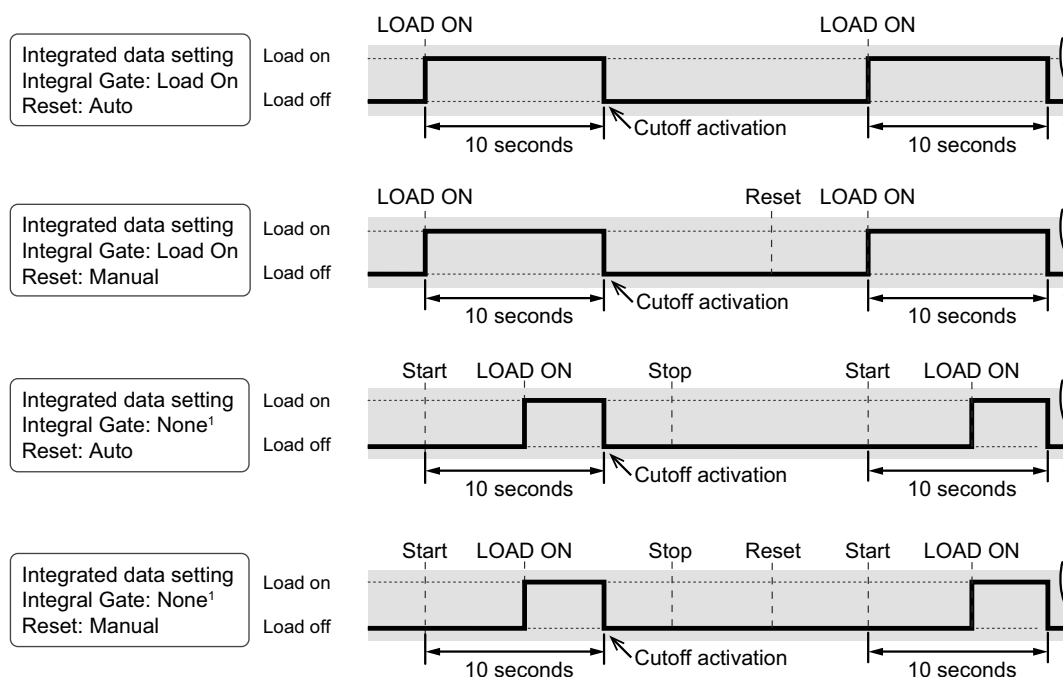 LOAD ON LOAD ON
Integrated data setting
Integral Gate: Load On
Reset: Auto
Load on
Load off
Cutoff activation
10 seconds 10 seconds
LOAD ON Reset LOAD ON
Integrated data setting
Integral Gate: Load On
Reset: Manual
Load on
Load off
Cutoff activation
10 seconds 10 seconds
Start LOAD ON Stop Start LOAD ON
Integrated data setting
Integral Gate: None¹
Reset: Auto
Load on
Load off
Cutoff activation
10 seconds 10 seconds
Start LOAD ON Stop Reset Start LOAD ON
Integrated data setting
Integral Gate: None¹
Reset: Manual
Load on
Load off
Cutoff activation
10 seconds 10 seconds